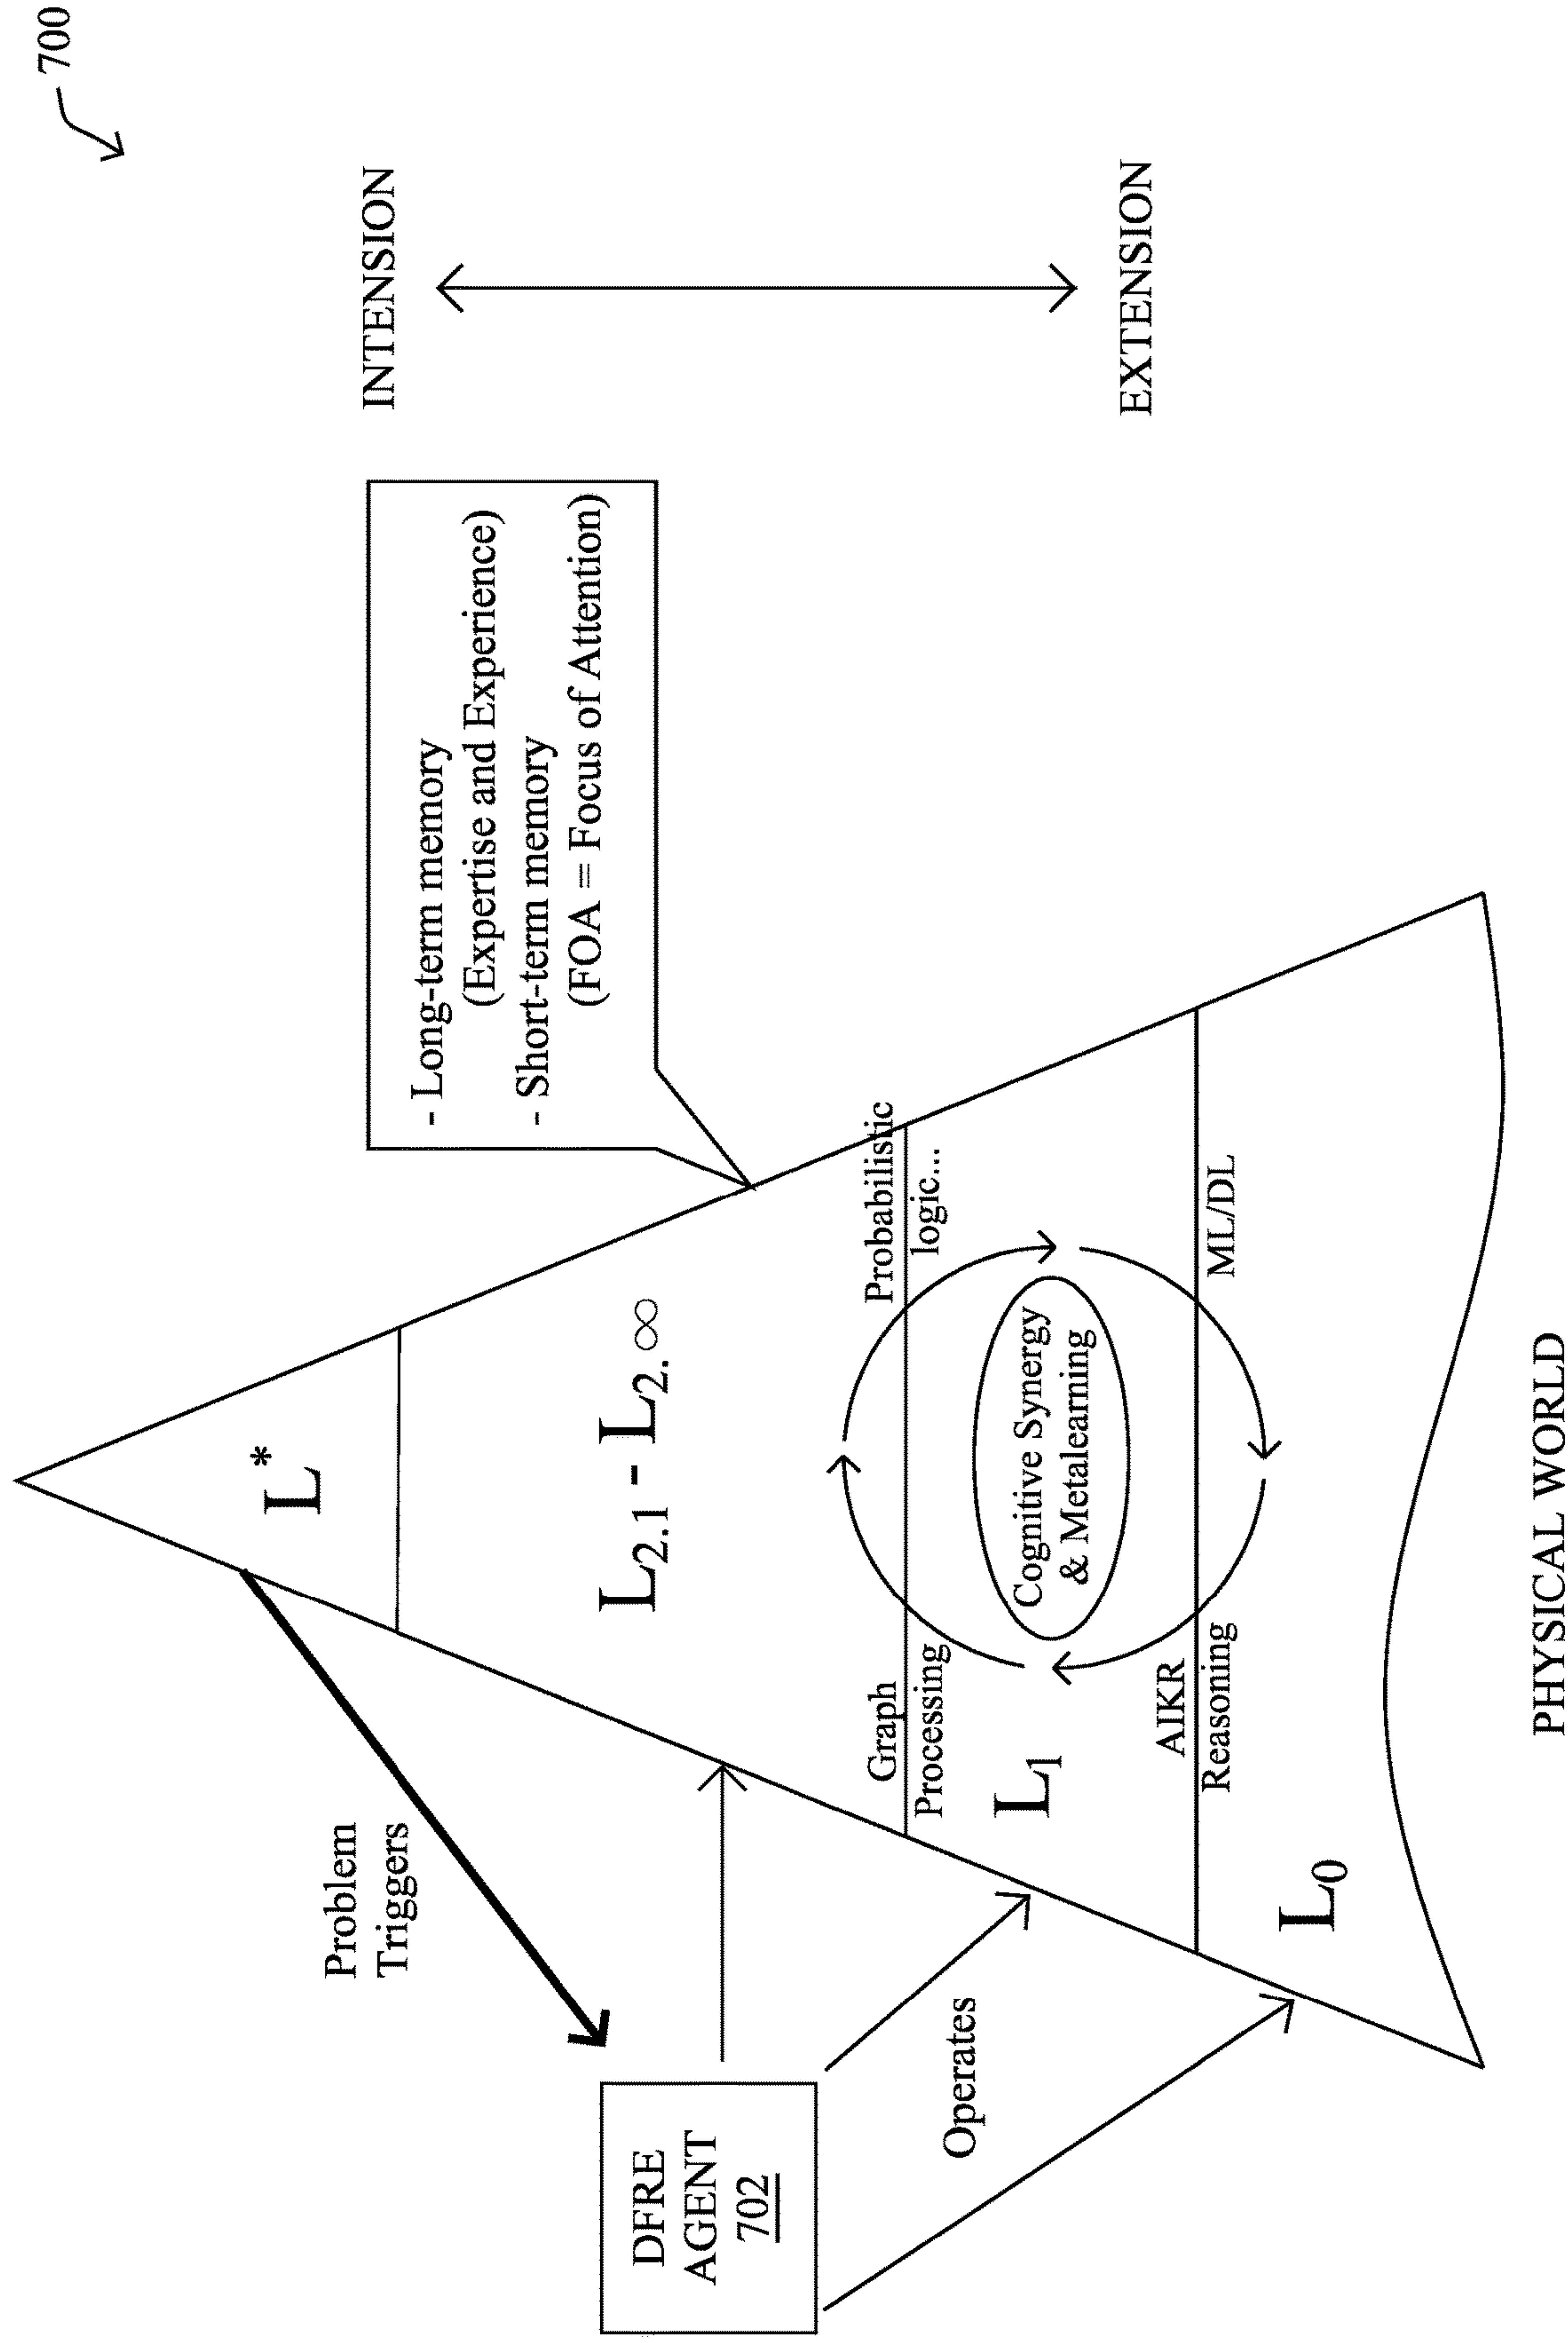 700
INTENSION
EXTENSION
- Long-term memory
(Expertise and Experience)
- Short-term memory
(FOA = Focus of Attention)
L*
Problem
Triggers
L2.1 - L2.∞
DFRE
AGENT
702
Operates
Graph
Processing
Probabilistic
logic...
L1
Cognitive Synergy
& Metalearning
AIKR
Reasoning
ML/DL
L0
PHYSICAL WORLD